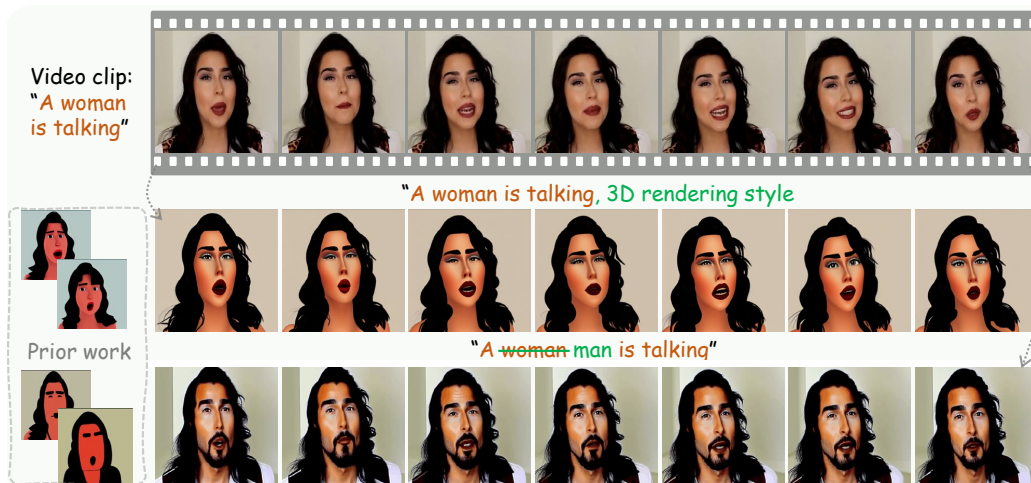 Video clip:
“A woman
is talking”
“A woman is talking, 3D rendering style
“A woman man is talking”
Prior work